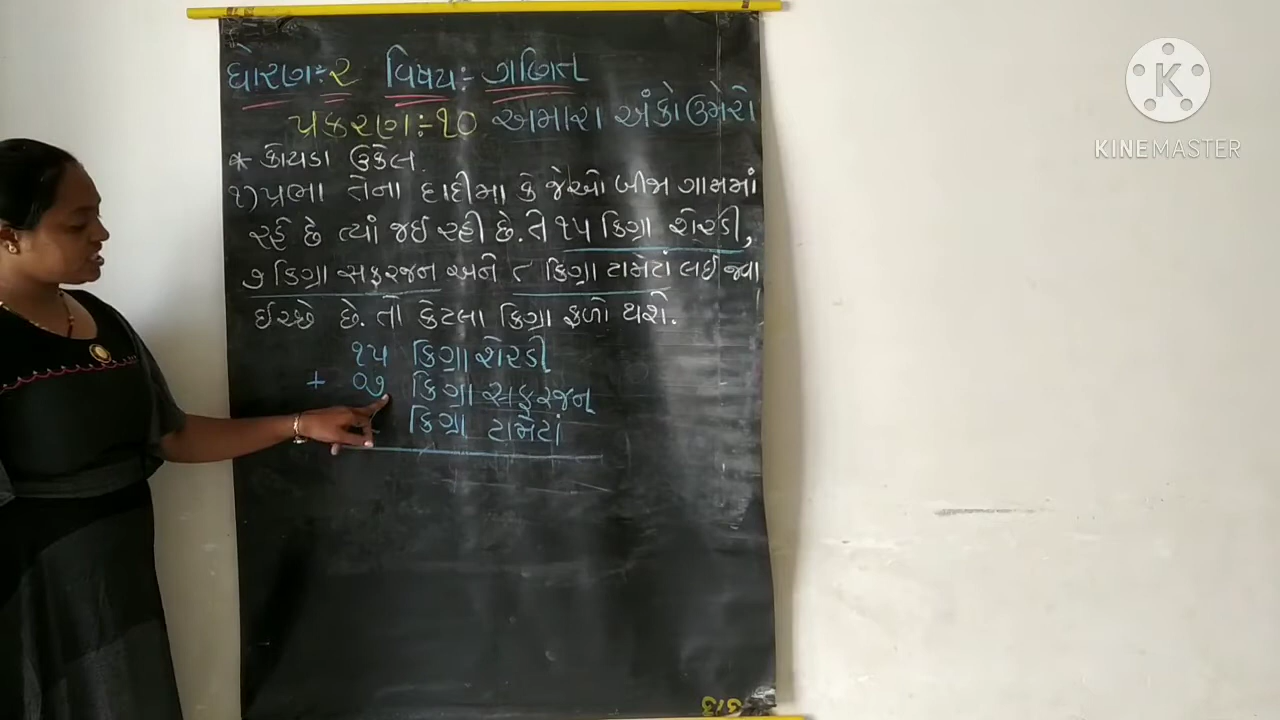 ધોરણઃ-૨ વિષયઃ- ગણિત
પ્રકરણઃ-૧૦ અમારા અંકો ઉમેરો
* કોયડા ઉકેલ.
૧) પ્રભા તેના દાદીમા કે જેઓ બીજા ગામમાં
રહે છે ત્યાં જઈ રહી છે. તે ૧૫ કિગ્રા શેરડી,
૭ કિગ્રા સફરજન અને ૮ કિગ્રા ટામેટાં લઈ જવા
ઈચ્છે છે. તો કેટલા કિગ્રા ફળો થશે.
૧૫ કિગ્રા શેરડી
+ ૦૭ કિગ્રા સફરજન
કિગ્રા ટામેટાં
KINEMASTER